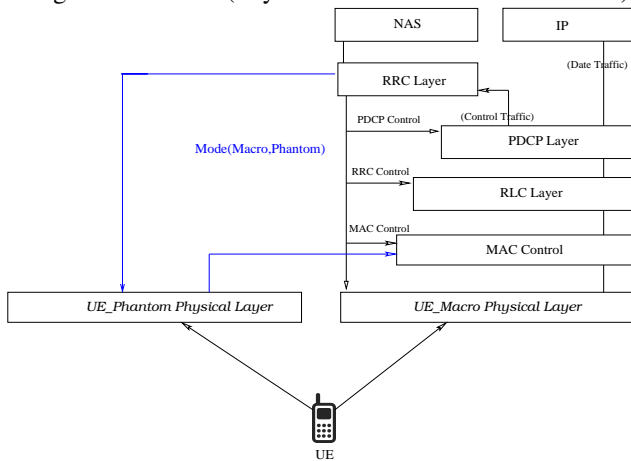 NAS
IP
(Date Traffic)
RRC Layer
(Control Traffic)
PDCP Control
PDCP Layer
Mode(Macro,Phantom)
RRC Control
RLC Layer
MAC Control
MAC Control
UE_Phantom Physical Layer
UE_Macro Physical Layer
UE